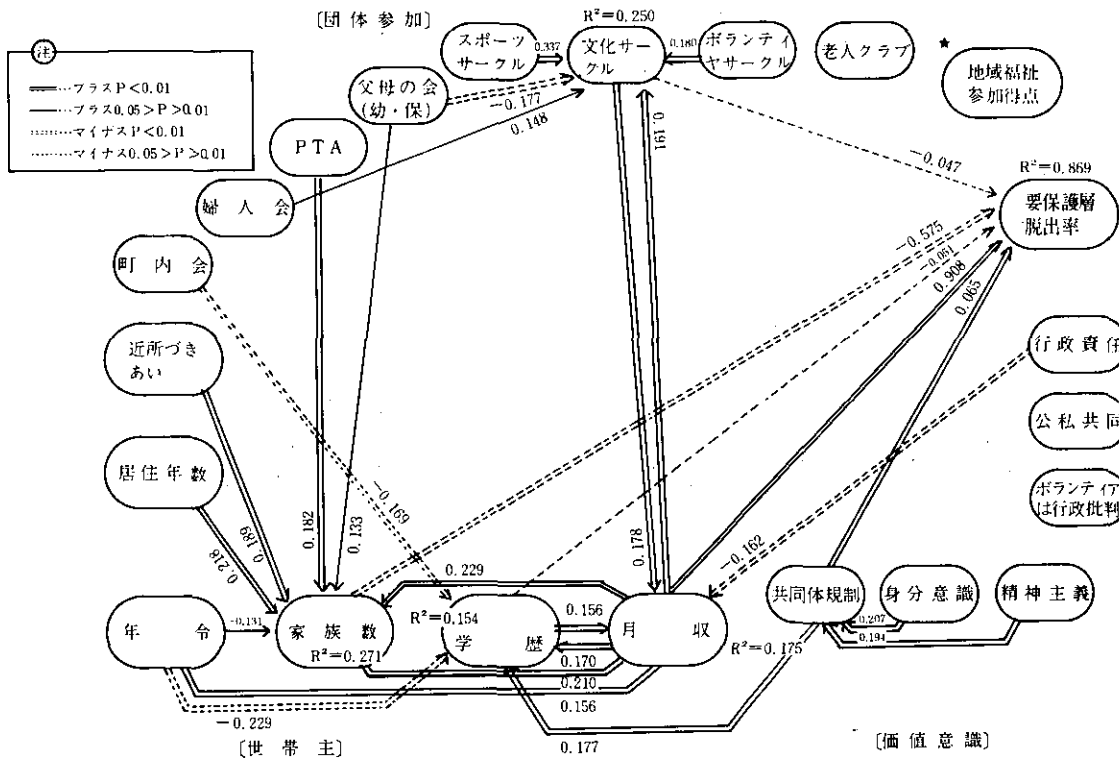 〔団体参加〕
R²=0.250
注
……プラスP<0.01
……プラス0.05>P>0.01
……マイナスP<0.01
……マイナス0.05>P>0.01
スポーツ
サークル
0.337
文化サー
クル
0.180
ボランティ
ヤサークル
老人クラブ
★
地域福祉
参加得点
父母の会
(幼・保)
-0.177
0.148
PTA
婦人会
0.191
-0.047
R²=0.869
要保護層
脱出率
町内会
-0.575
-0.051
0.908
0.065
近所づき
あい
行政責任
公私共同
居住年数
ボランティア
は行政批判
-0.169
0.182
0.133
0.178
0.189
0.218
-0.162
0.229
共同体規制
身分意識
精神主義
0.207
0.194
年令
-0.131
家族数
R²=0.271
R²=0.154
学歴
0.156
0.170
月収
R²=0.175
0.210
0.156
-0.229
0.177
〔世帯主〕
〔価値意識〕